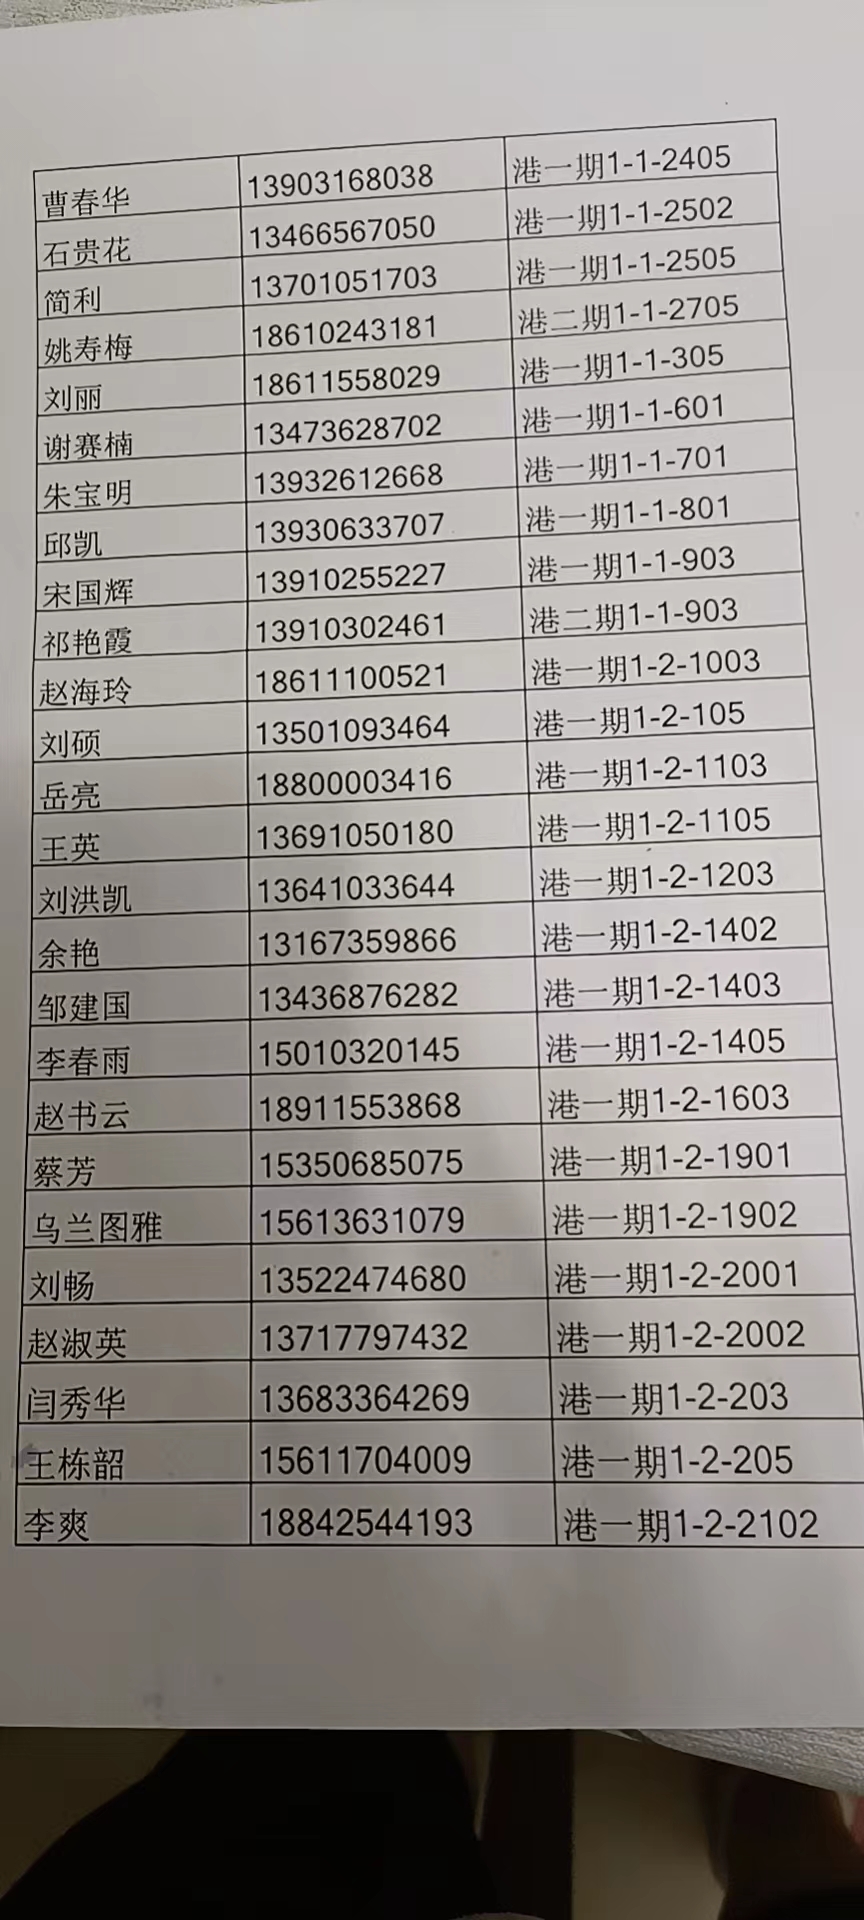 曹春华 13903168038 港一期1-1-2405
石贵花 13466567050 港一期1-1-2502
简利 13701051703 港一期1-1-2505
姚寿梅 18610243181 港二期1-1-2705
刘丽 18611558029 港一期1-1-305
谢赛楠 13473628702 港一期1-1-601
朱宝明 13932612668 港一期1-1-701
邱凯 13930633707 港一期1-1-801
宋国辉 13910255227 港一期1-1-903
祁艳霞 13910302461 港二期1-1-903
赵海玲 18611100521 港一期1-2-1003
刘硕 13501093464 港一期1-2-105
岳亮 18800003416 港一期1-2-1103
王英 13691050180 港一期1-2-1105
刘洪凯 13641033644 港一期1-2-1203
余艳 13167359866 港一期1-2-1402
邹建国 13436876282 港一期1-2-1403
李春雨 15010320145 港一期1-2-1405
赵书云 18911553868 港一期1-2-1603
蔡芳 15350685075 港一期1-2-1901
乌兰图雅 15613631079 港一期1-2-1902
刘畅 13522474680 港一期1-2-2001
赵淑英 13717797432 港一期1-2-2002
闫秀华 13683364269 港一期1-2-203
王栋韶 15611704009 港一期1-2-205
李爽 18842544193 港一期1-2-2102